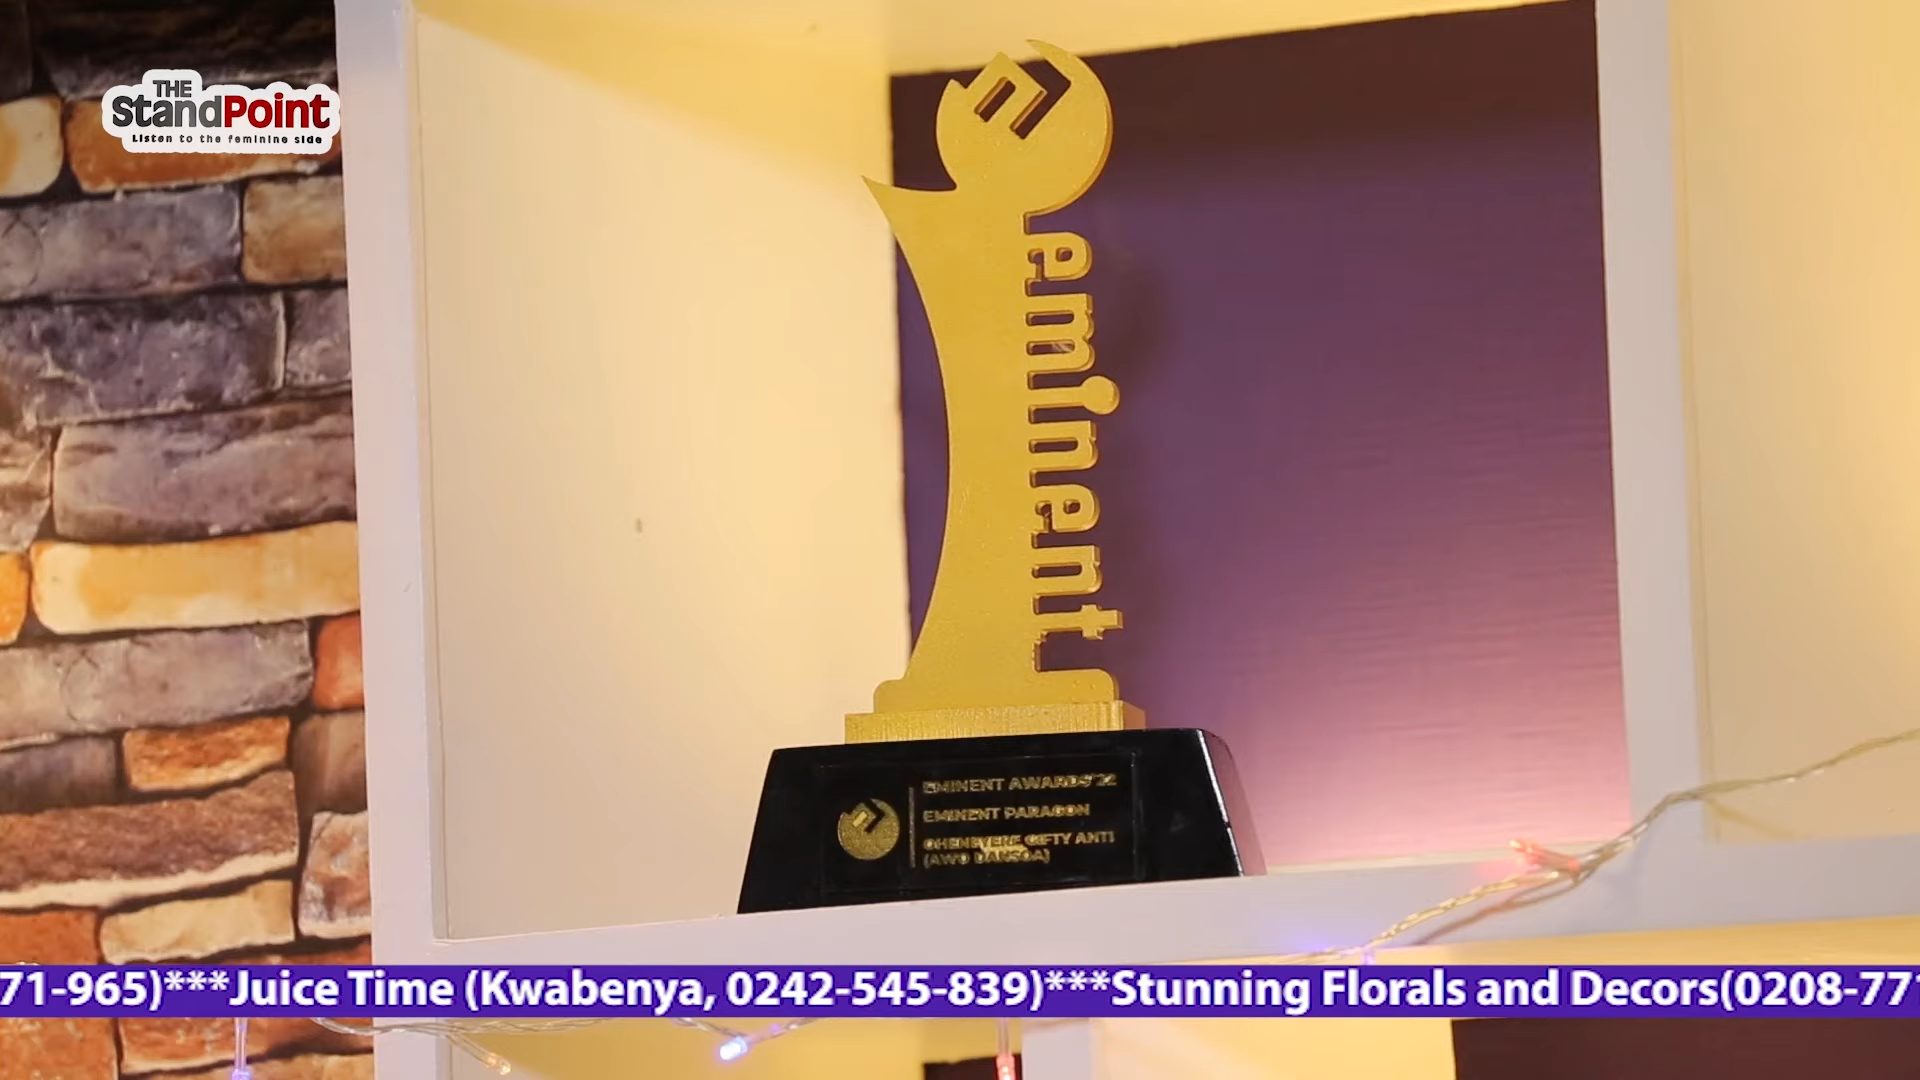 THE
StandPoint
Listen to the feminine side
eminent
EMINENT AWARDS'22
EMINENT PARAGON
OHENEYERE GIFTY ANTI
(AWO DANSOA)
71-965)***Juice Time (Kwabenya, 0242-545-839)***Stunning Florals and Decors(0208-771